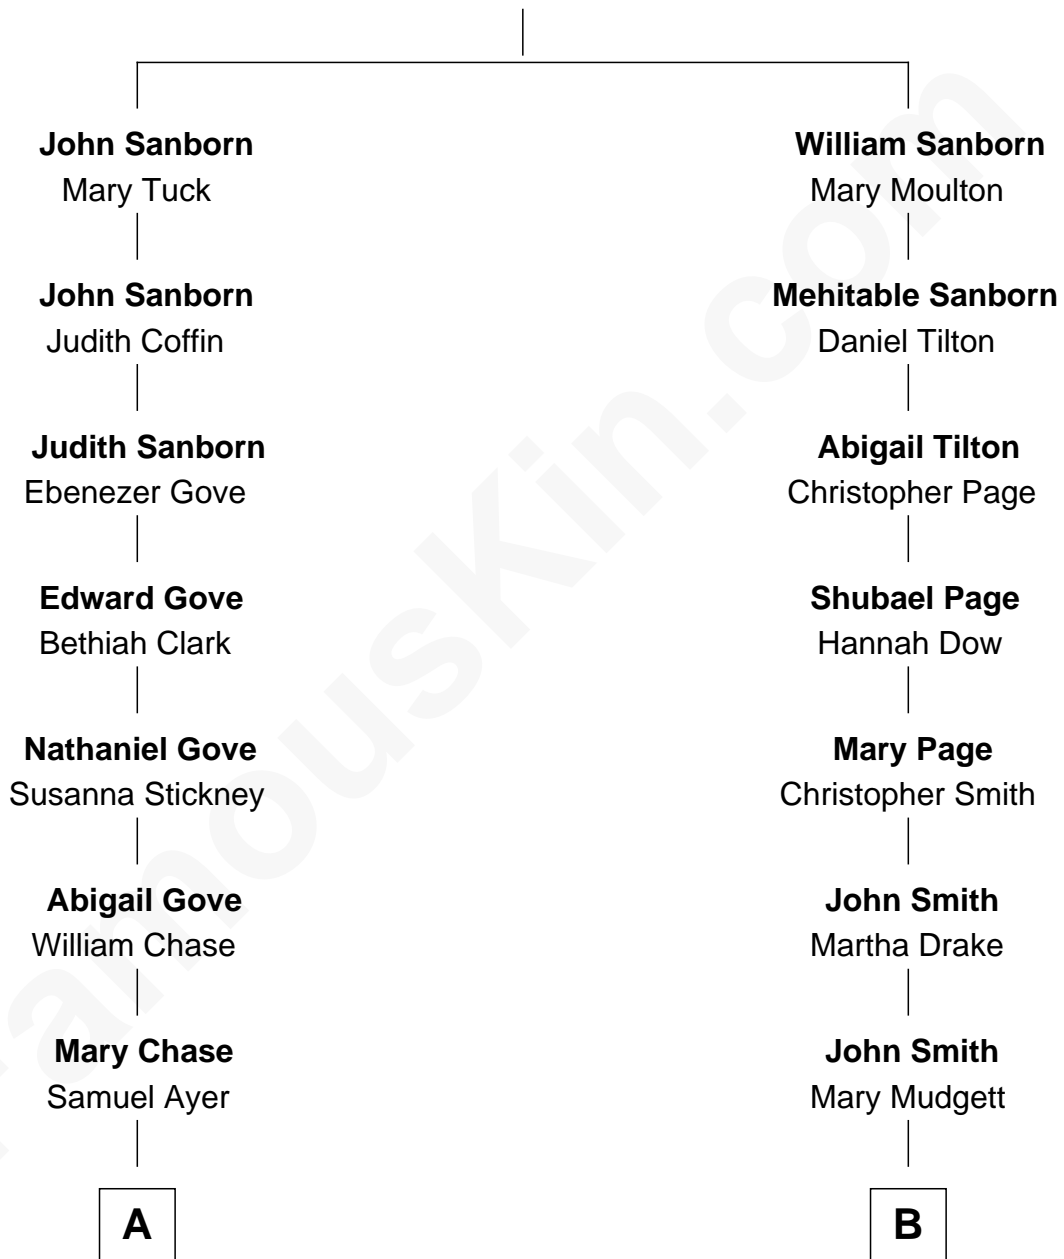 John Sanborn
Mary Tuck
John Sanborn
Judith Coffin
Judith Sanborn
Ebenezer Gove
Edward Gove
Bethiah Clark
Nathaniel Gove
Susanna Stickney
Abigail Gove
William Chase
Mary Chase
Samuel Ayer
A
William Sanborn
Mary Moulton
Mehitable Sanborn
Daniel Tilton
Abigail Tilton
Christopher Page
Shubael Page
Hannah Dow
Mary Page
Christopher Smith
John Smith
Martha Drake
John Smith
Mary Mudgett
B
FamousKin.com